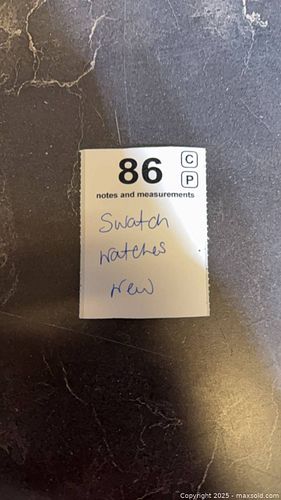 86
C
P
notes and measurements
Swatch
watches
new
Copyright © 2025 - maxsold.com